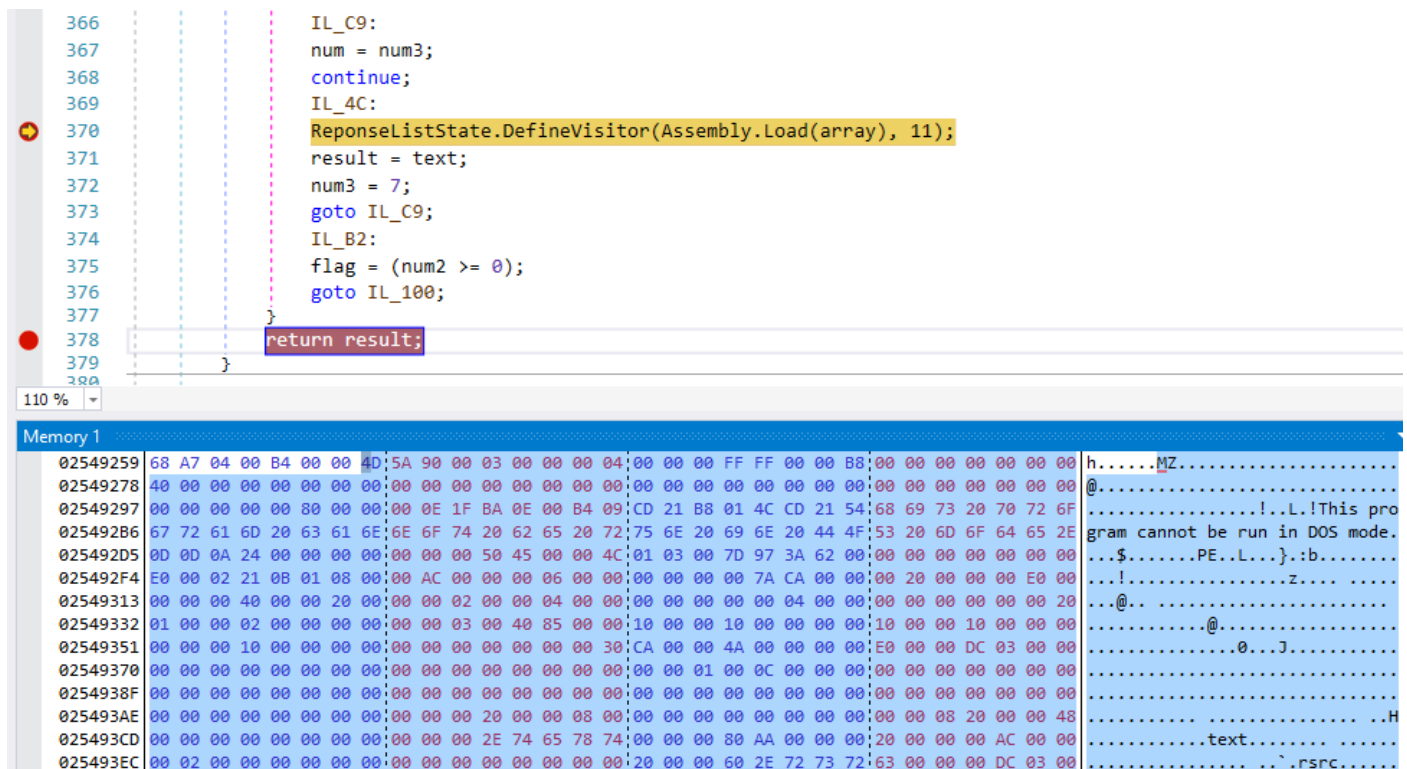 366 IL_C9:
367 num = num3;
368 continue;
369 IL_4C:
370 ReponseListState.DefineVisitor(Assembly.Load(array), 11);
371 result = text;
372 num3 = 7;
373 goto IL_C9;
374 IL_B2:
375 flag = (num2 >= 0);
376 goto IL_100;
377 }
378 return result;
379 }
380
110 %
Memory 1
02549259 68 A7 04 00 B4 00 00 4D 5A 90 00 03 00 00 00 04 00 00 00 FF FF 00 00 B8 00 00 00 00 00 00 00 h......MZ......................
02549278 40 00 00 00 00 00 00 00 00 00 00 00 00 00 00 00 00 00 00 00 00 00 00 00 00 00 00 00 00 00 00 @..............................
02549297 00 00 00 00 00 80 00 00 00 0E 1F BA 0E 00 B4 09 CD 21 B8 01 4C CD 21 54 68 69 73 20 70 72 6F .................!..L.!This pro
025492B6 67 72 61 6D 20 63 61 6E 6E 6F 74 20 62 65 20 72 75 6E 20 69 6E 20 44 4F 53 20 6D 6F 64 65 2E gram cannot be run in DOS mode.
025492D5 0D 0D 0A 24 00 00 00 00 00 00 00 50 45 00 00 4C 01 03 00 7D 97 3A 62 00 00 00 00 00 00 00 00 ...$.......PE..L...}.:b........
025492F4 E0 00 02 21 0B 01 08 00 00 AC 00 00 00 06 00 00 00 00 00 00 7A CA 00 00 00 20 00 00 00 E0 00 ...!................z.... .....
02549313 00 00 00 40 00 00 20 00 00 00 02 00 00 04 00 00 00 00 00 00 00 04 00 00 00 00 00 00 00 00 20 ...@.. .......................
02549332 01 00 00 02 00 00 00 00 00 00 03 00 40 85 00 00 10 00 00 10 00 00 00 00 10 00 00 10 00 00 00 ............@..................
02549351 00 00 00 10 00 00 00 00 00 00 00 00 00 00 00 30 CA 00 00 4A 00 00 00 00 E0 00 00 DC 03 00 00 ...............0...J...........
02549370 00 00 00 00 00 00 00 00 00 00 00 00 00 00 00 00 00 00 01 00 0C 00 00 00 00 00 00 00 00 00 00 ...............................
0254938F 00 00 00 00 00 00 00 00 00 00 00 00 00 00 00 00 00 00 00 00 00 00 00 00 00 00 00 00 00 00 00 ...............................
025493AE 00 00 00 00 00 00 00 00 00 00 00 20 00 00 08 00 00 00 00 00 00 00 00 00 00 00 08 20 00 00 48 ........... ............... ..H
025493CD 00 00 00 00 00 00 00 00 00 00 00 2E 74 65 78 74 00 00 00 80 AA 00 00 00 20 00 00 00 AC 00 00 ............text........ ......
025493EC 00 02 00 00 00 00 00 00 00 00 00 00 00 00 00 00 20 00 00 60 2E 72 73 72 63 00 00 00 DC 03 00 ................ ..`.rsrc......